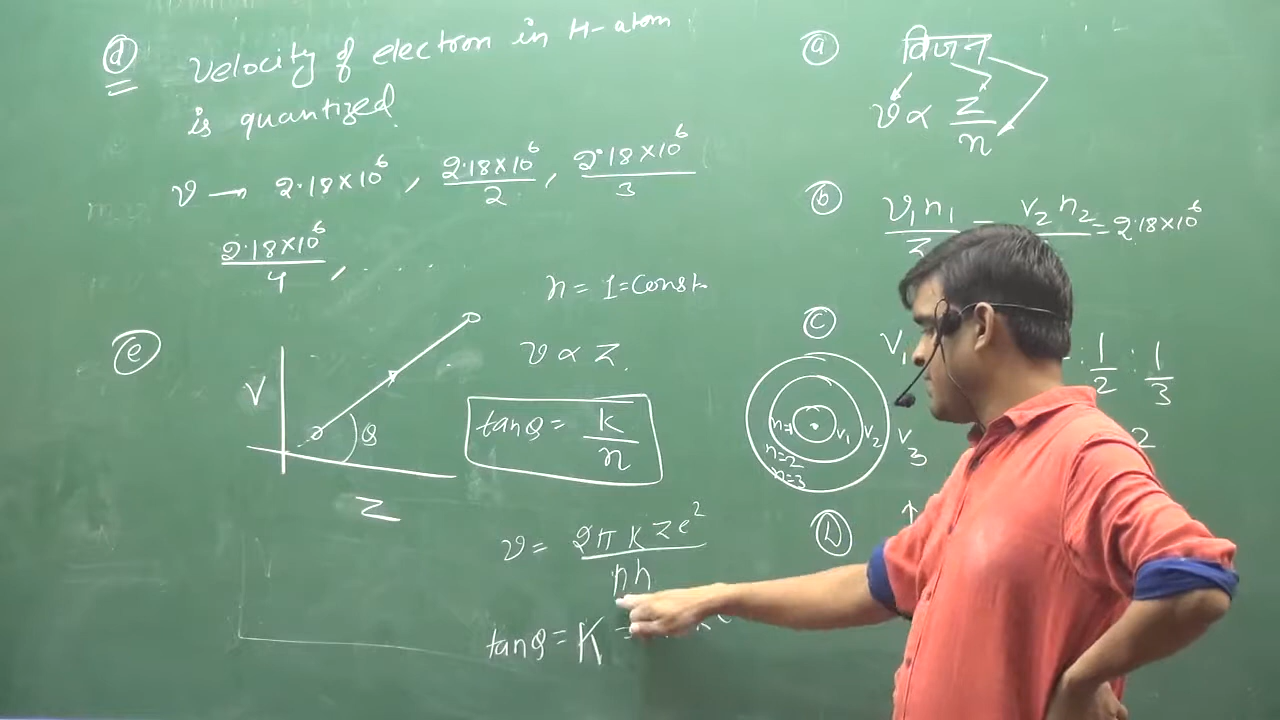 (d) Velocity of electron in H-atom
is quantized.
v → 2.18×10⁶, 2.18×10⁶/2, 2.18×10⁶/3
2.18×10⁶/4, ......
(e)
n = 1 = Const.
V
θ
Z
v ∝ Z.
tanθ = k/n
v = 2πkZe²/nh
tanθ = K =
(a) विजन
v ∝ Z/n
(b) v₁n₁/Z = v₂n₂ = 2.18×10⁶
(c)
v₁ : 1/2 : 1/3
n=1 v₁ v₂ v₃ 2
n=2
n=3
(D) ↑